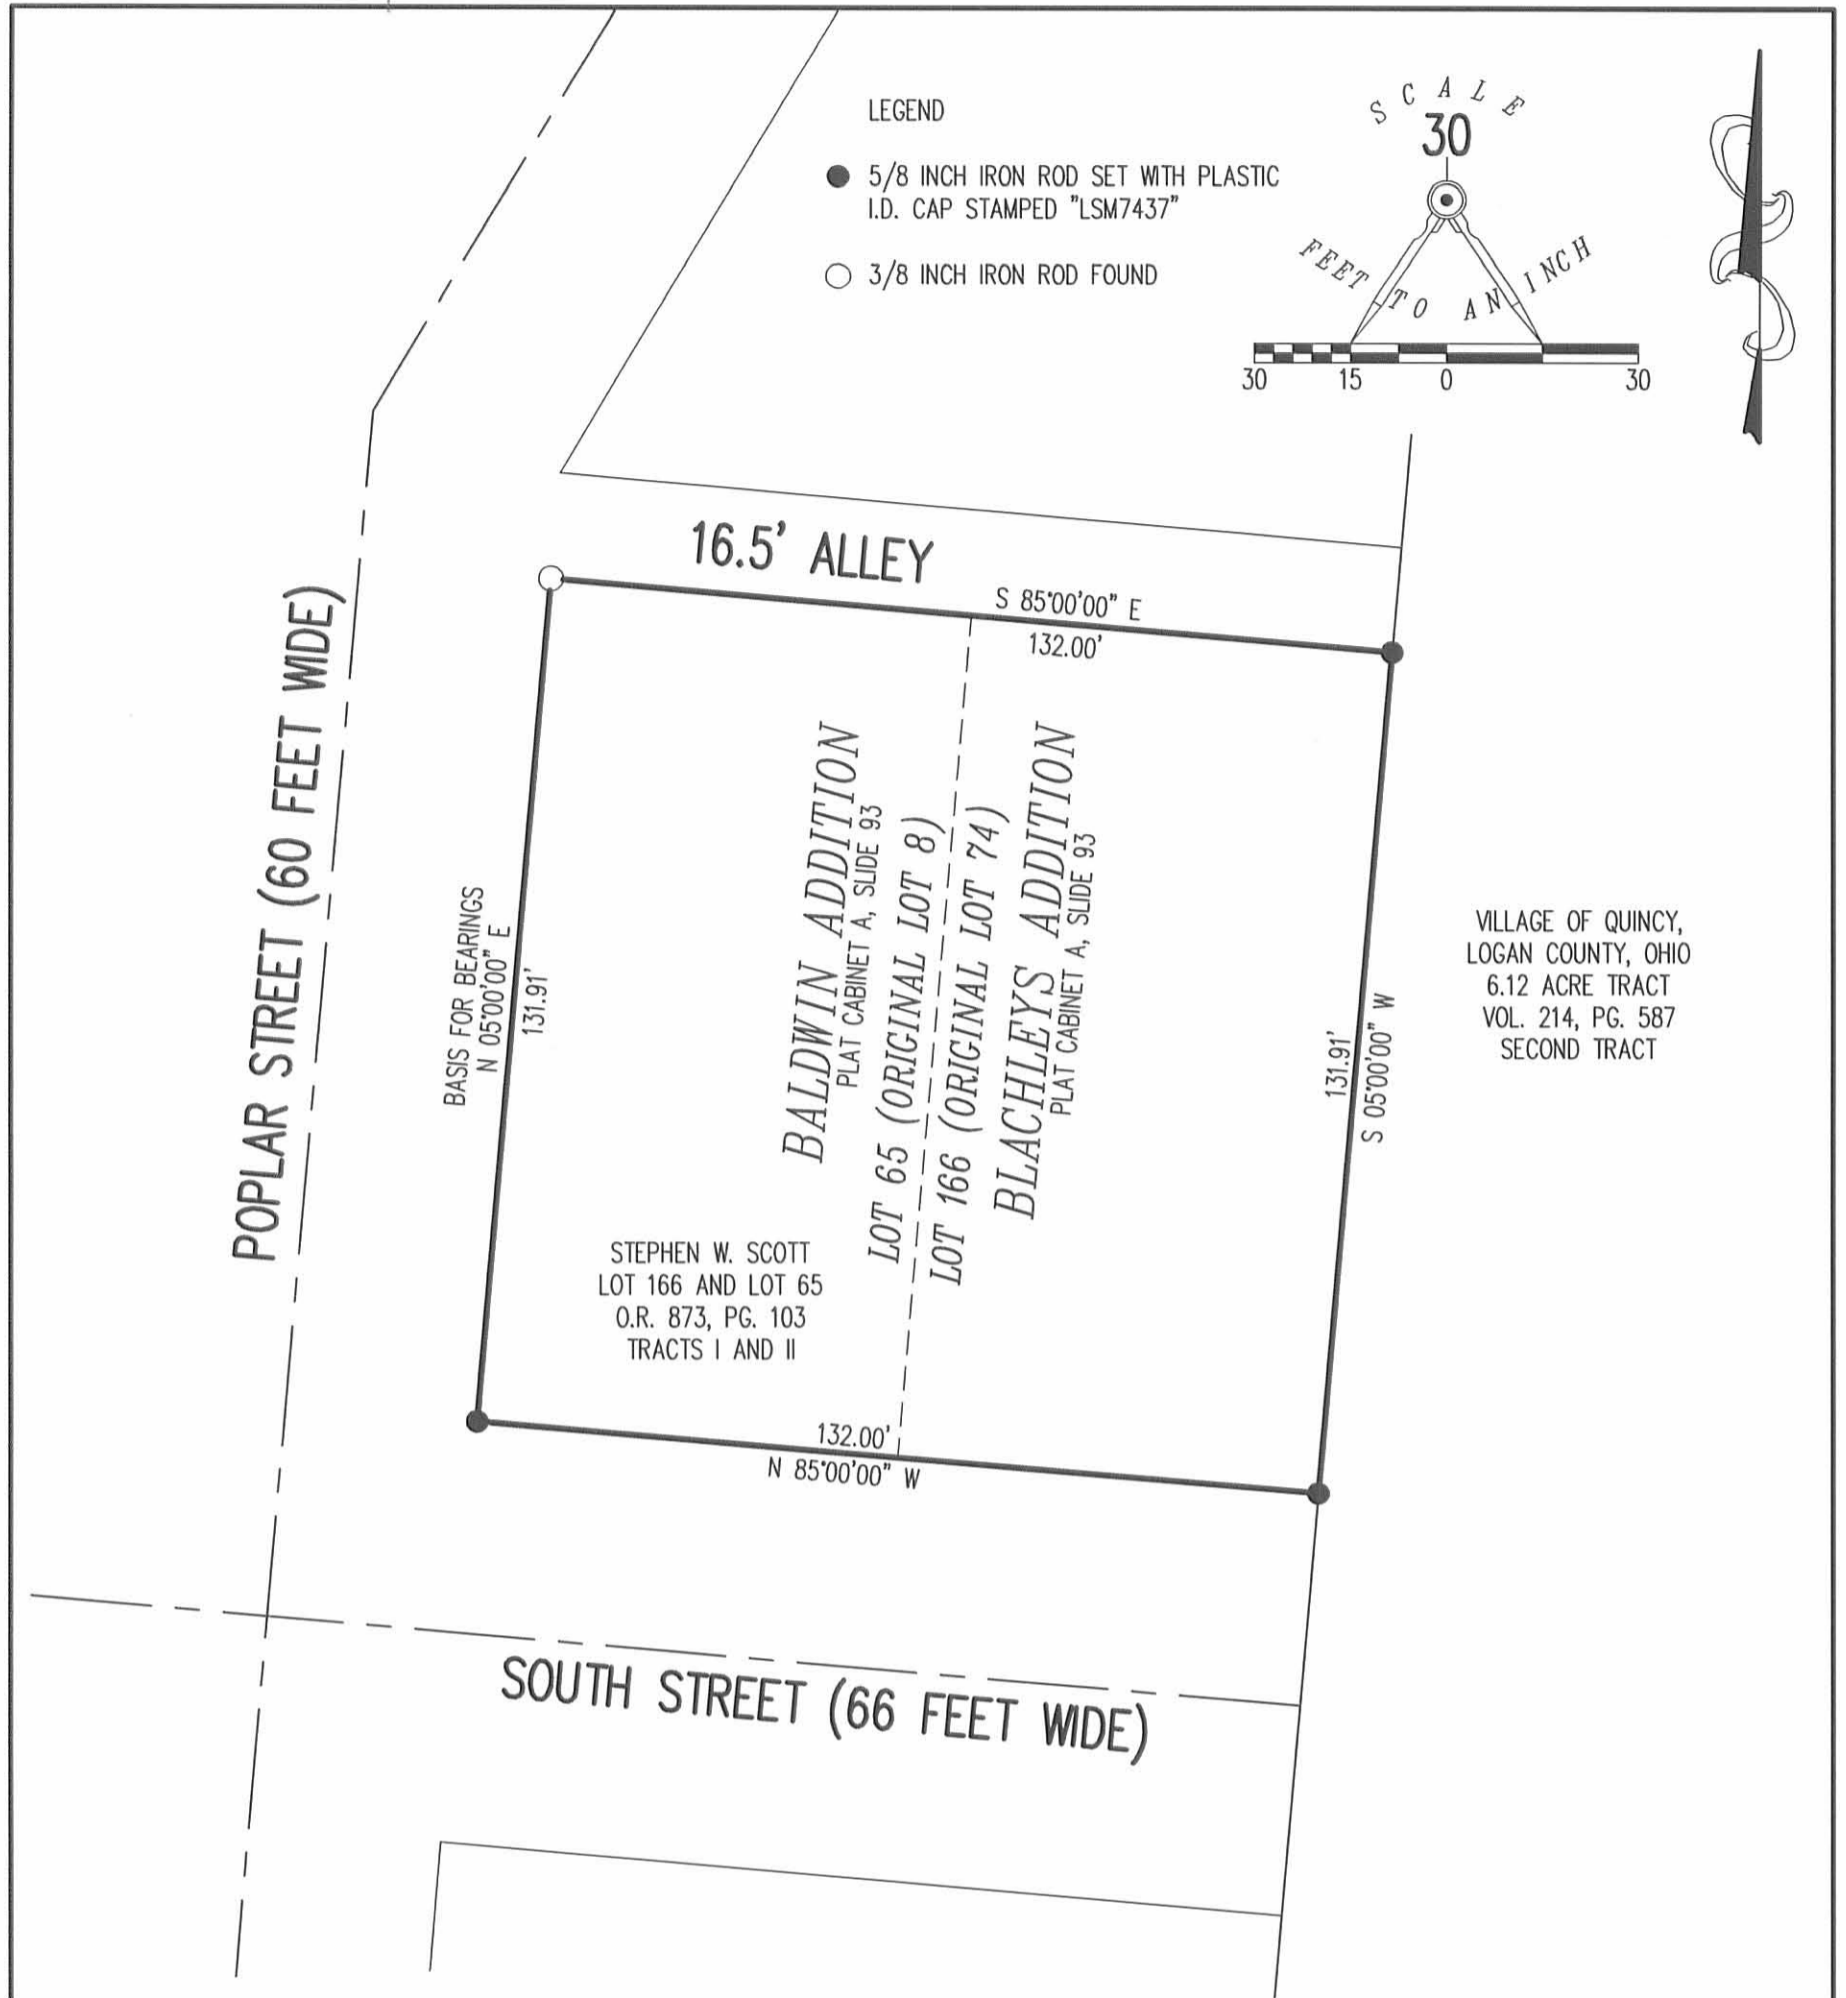 LEGEND
5/8 INCH IRON ROD SET WITH PLASTIC
I.D. CAP STAMPED "LSM7437"
3/8 INCH IRON ROD FOUND
SCALE
30
FEET TO AN INCH
30 15 0 30
16.5' ALLEY
S 85°00'00" E
132.00'
POPLAR STREET (60 FEET WIDE)
BASIS FOR BEARINGS
N 05°00'00" E
131.91'
BALDWIN ADDITION
PLAT CABINET A, SLIDE 93
LOT 65 (ORIGINAL LOT 8)
LOT 166 (ORIGINAL LOT 74)
BLACHLEYS ADDITION
PLAT CABINET A, SLIDE 93
131.91'
S 05°00'00" W
VILLAGE OF QUINCY,
LOGAN COUNTY, OHIO
6.12 ACRE TRACT
VOL. 214, PG. 587
SECOND TRACT
STEPHEN W. SCOTT
LOT 166 AND LOT 65
O.R. 873, PG. 103
TRACTS I AND II
132.00'
N 85°00'00" W
SOUTH STREET (66 FEET WIDE)